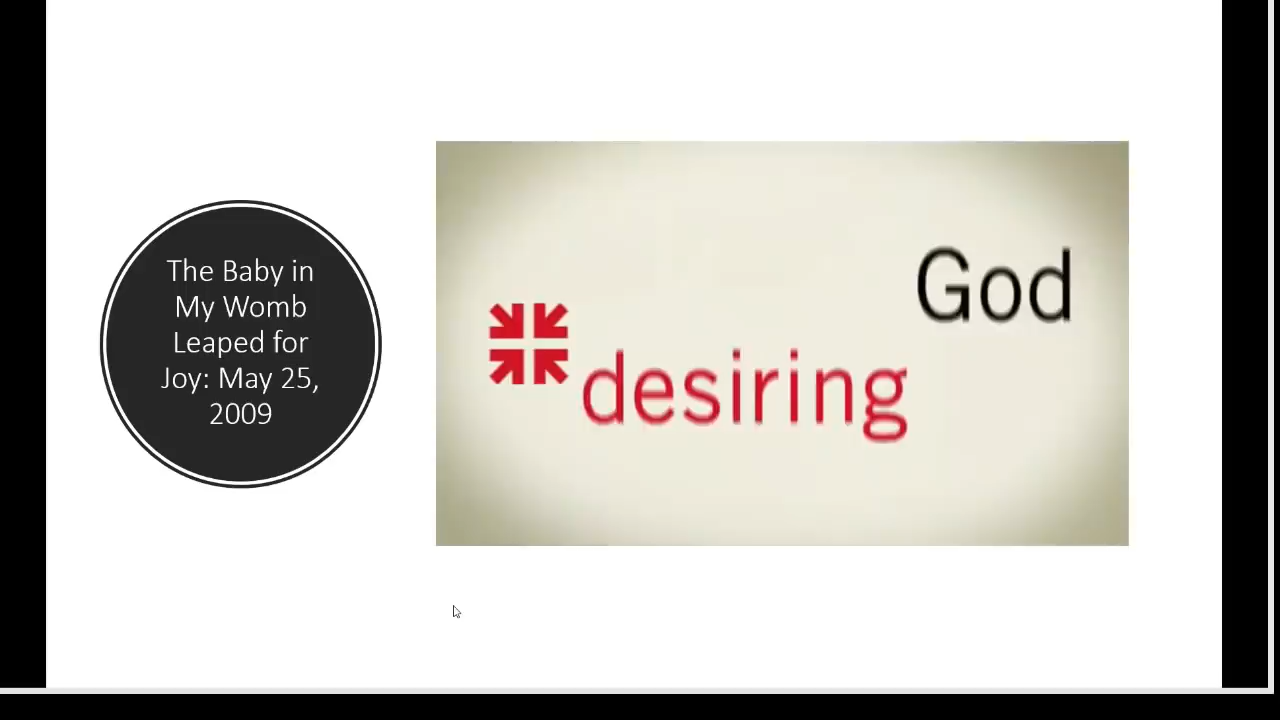 The Baby in
My Womb
Leaped for
Joy: May 25,
2009
God
desiring